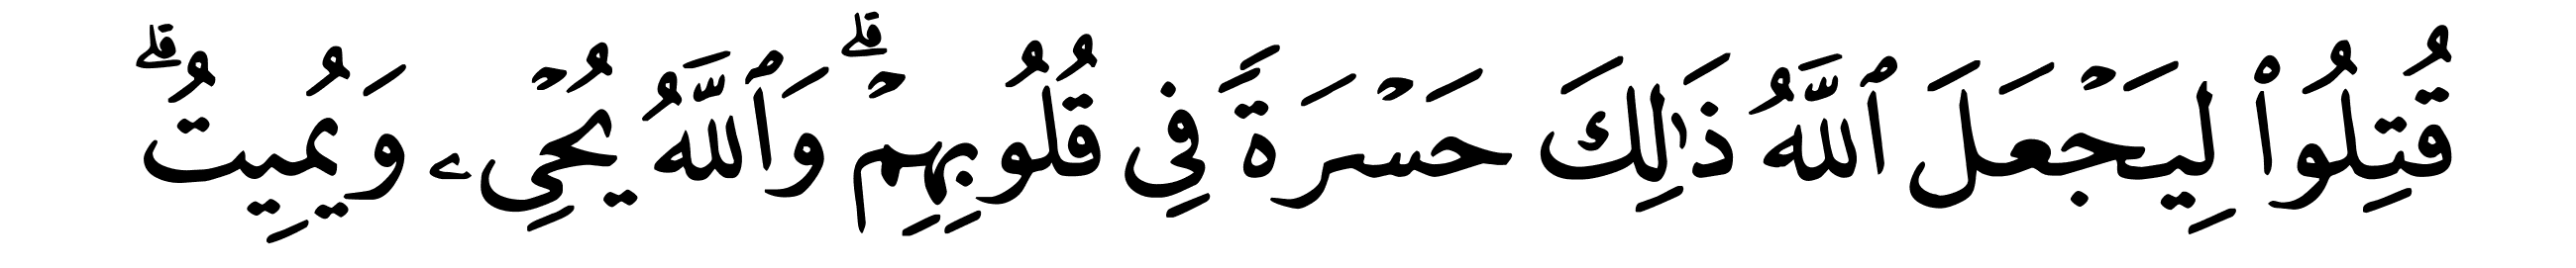 قُتِلُوا۟ لِيَجْعَلَ ٱللَّهُ ذَٰلِكَ حَسْرَةً فِى قُلُوبِهِمْ ۗ وَٱللَّهُ يُحْىِۦ وَيُمِيتُ ۗ